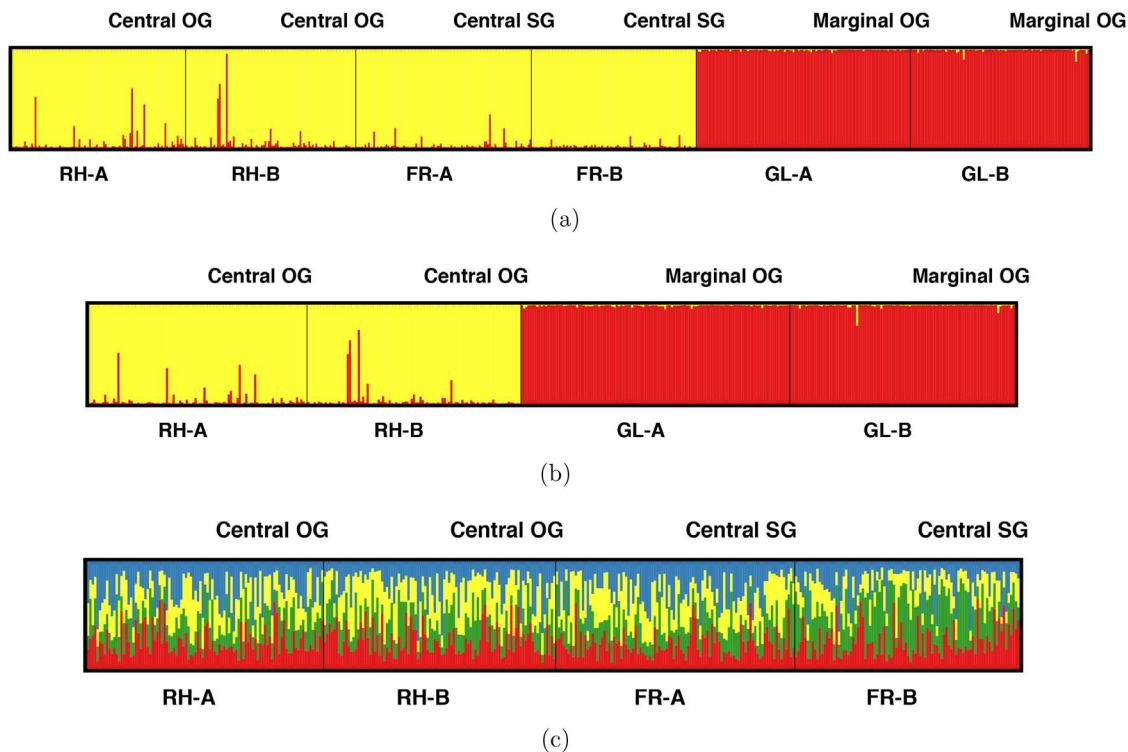 Central OG Central OG Central SG Central SG Marginal OG Marginal OG
RH-A RH-B FR-A FR-B GL-A GL-B
(a)
Central OG Central OG Marginal OG Marginal OG
RH-A RH-B GL-A GL-B
(b)
Central OG Central OG Central SG Central SG
RH-A RH-B FR-A FR-B
(c)